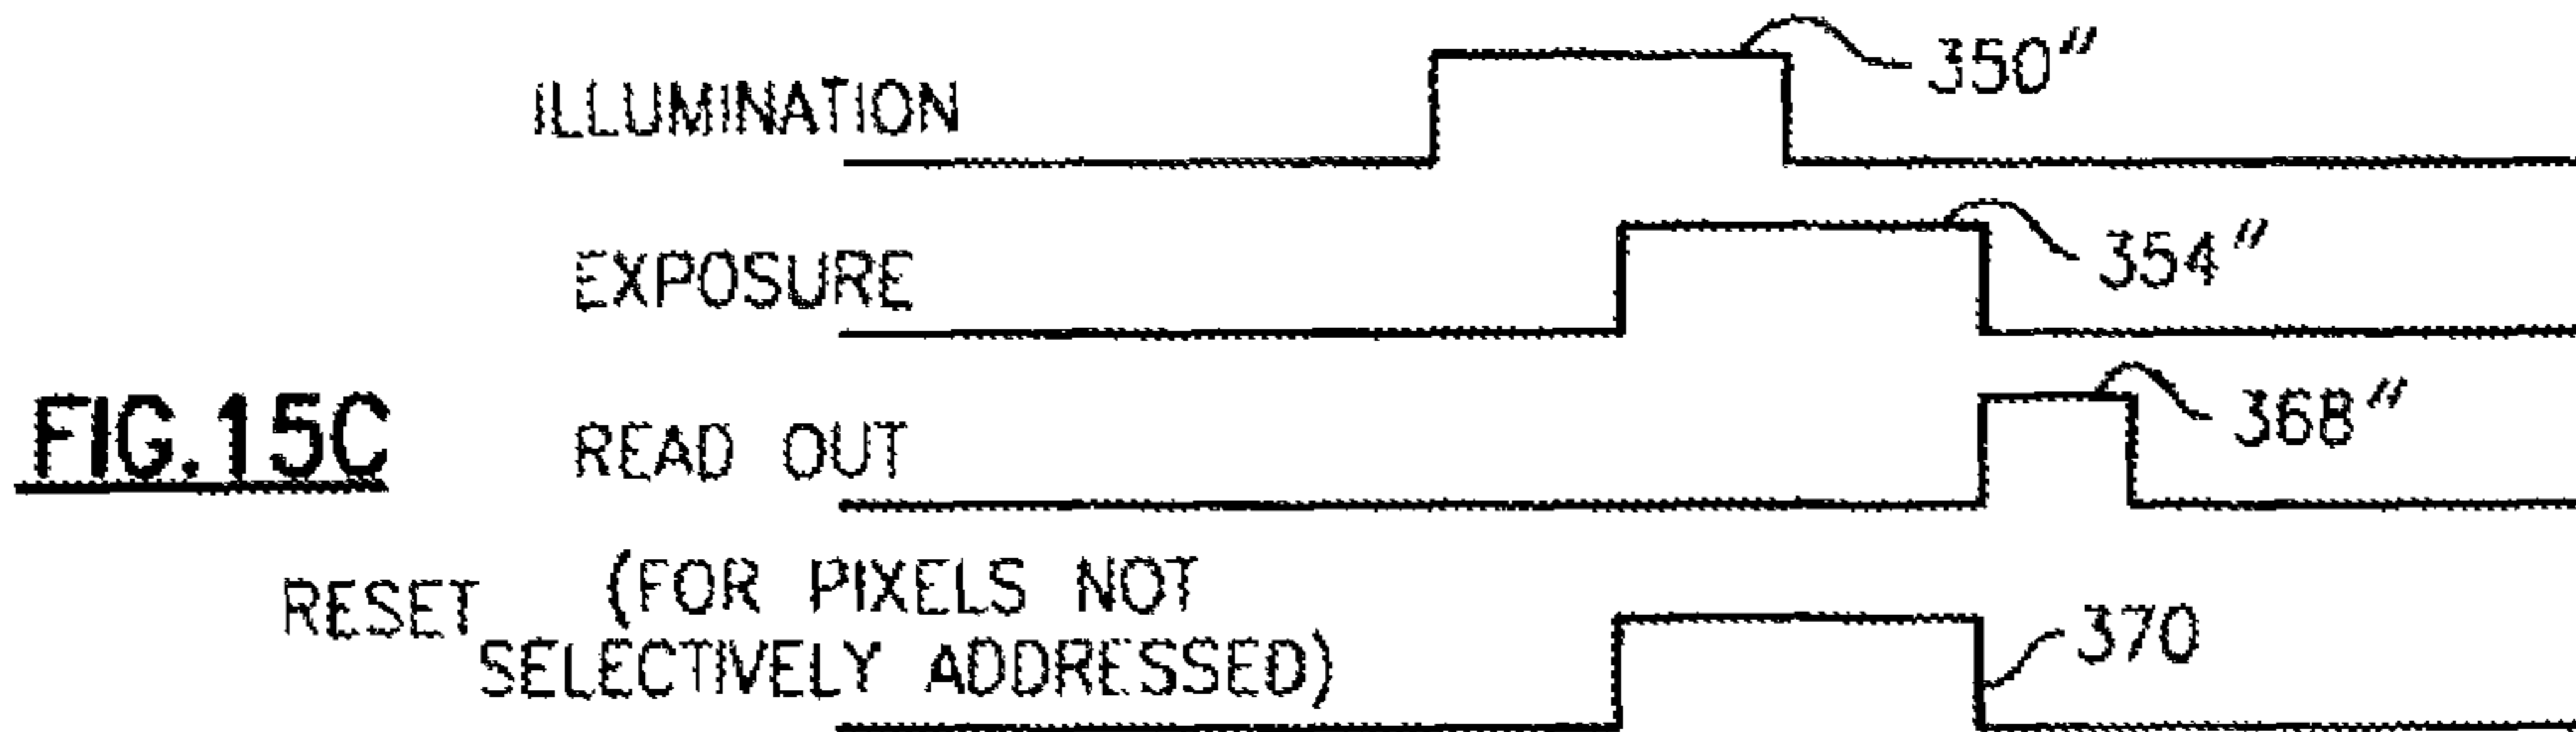 ILLUMINATION
350"
EXPOSURE
354"
FIG.15C
READ OUT
368"
RESET (FOR PIXELS NOT
SELECTIVELY ADDRESSED)
370